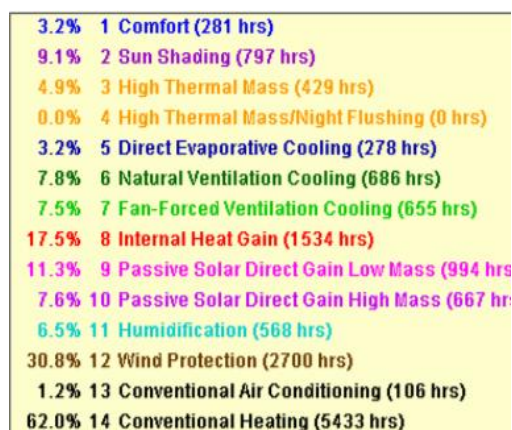 3.2% 1 Comfort (281 hrs)
9.1% 2 Sun Shading (797 hrs)
4.9% 3 High Thermal Mass (429 hrs)
0.0% 4 High Thermal Mass/Night Flushing (0 hrs)
3.2% 5 Direct Evaporative Cooling (278 hrs)
7.8% 6 Natural Ventilation Cooling (686 hrs)
7.5% 7 Fan-Forced Ventilation Cooling (655 hrs)
17.5% 8 Internal Heat Gain (1534 hrs)
11.3% 9 Passive Solar Direct Gain Low Mass (994 hrs
7.6% 10 Passive Solar Direct Gain High Mass (667 hrs
6.5% 11 Humidification (568 hrs)
30.8% 12 Wind Protection (2700 hrs)
1.2% 13 Conventional Air Conditioning (106 hrs)
62.0% 14 Conventional Heating (5433 hrs)